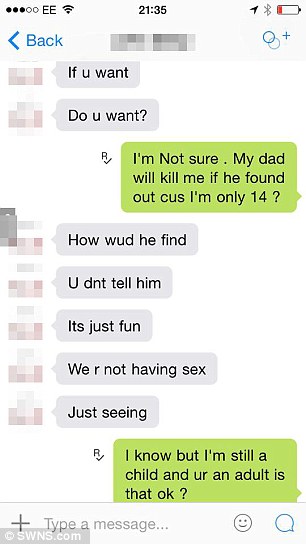 EE 21:35
Back
If u want
Do u want?
I'm Not sure . My dad
will kill me if he found
out cus I'm only 14 ?
How wud he find
U dnt tell him
Its just fun
We r not having sex
Just seeing
I know but I'm still a
child and ur an adult is
that ok ?
Type a message...
© SWNS.com